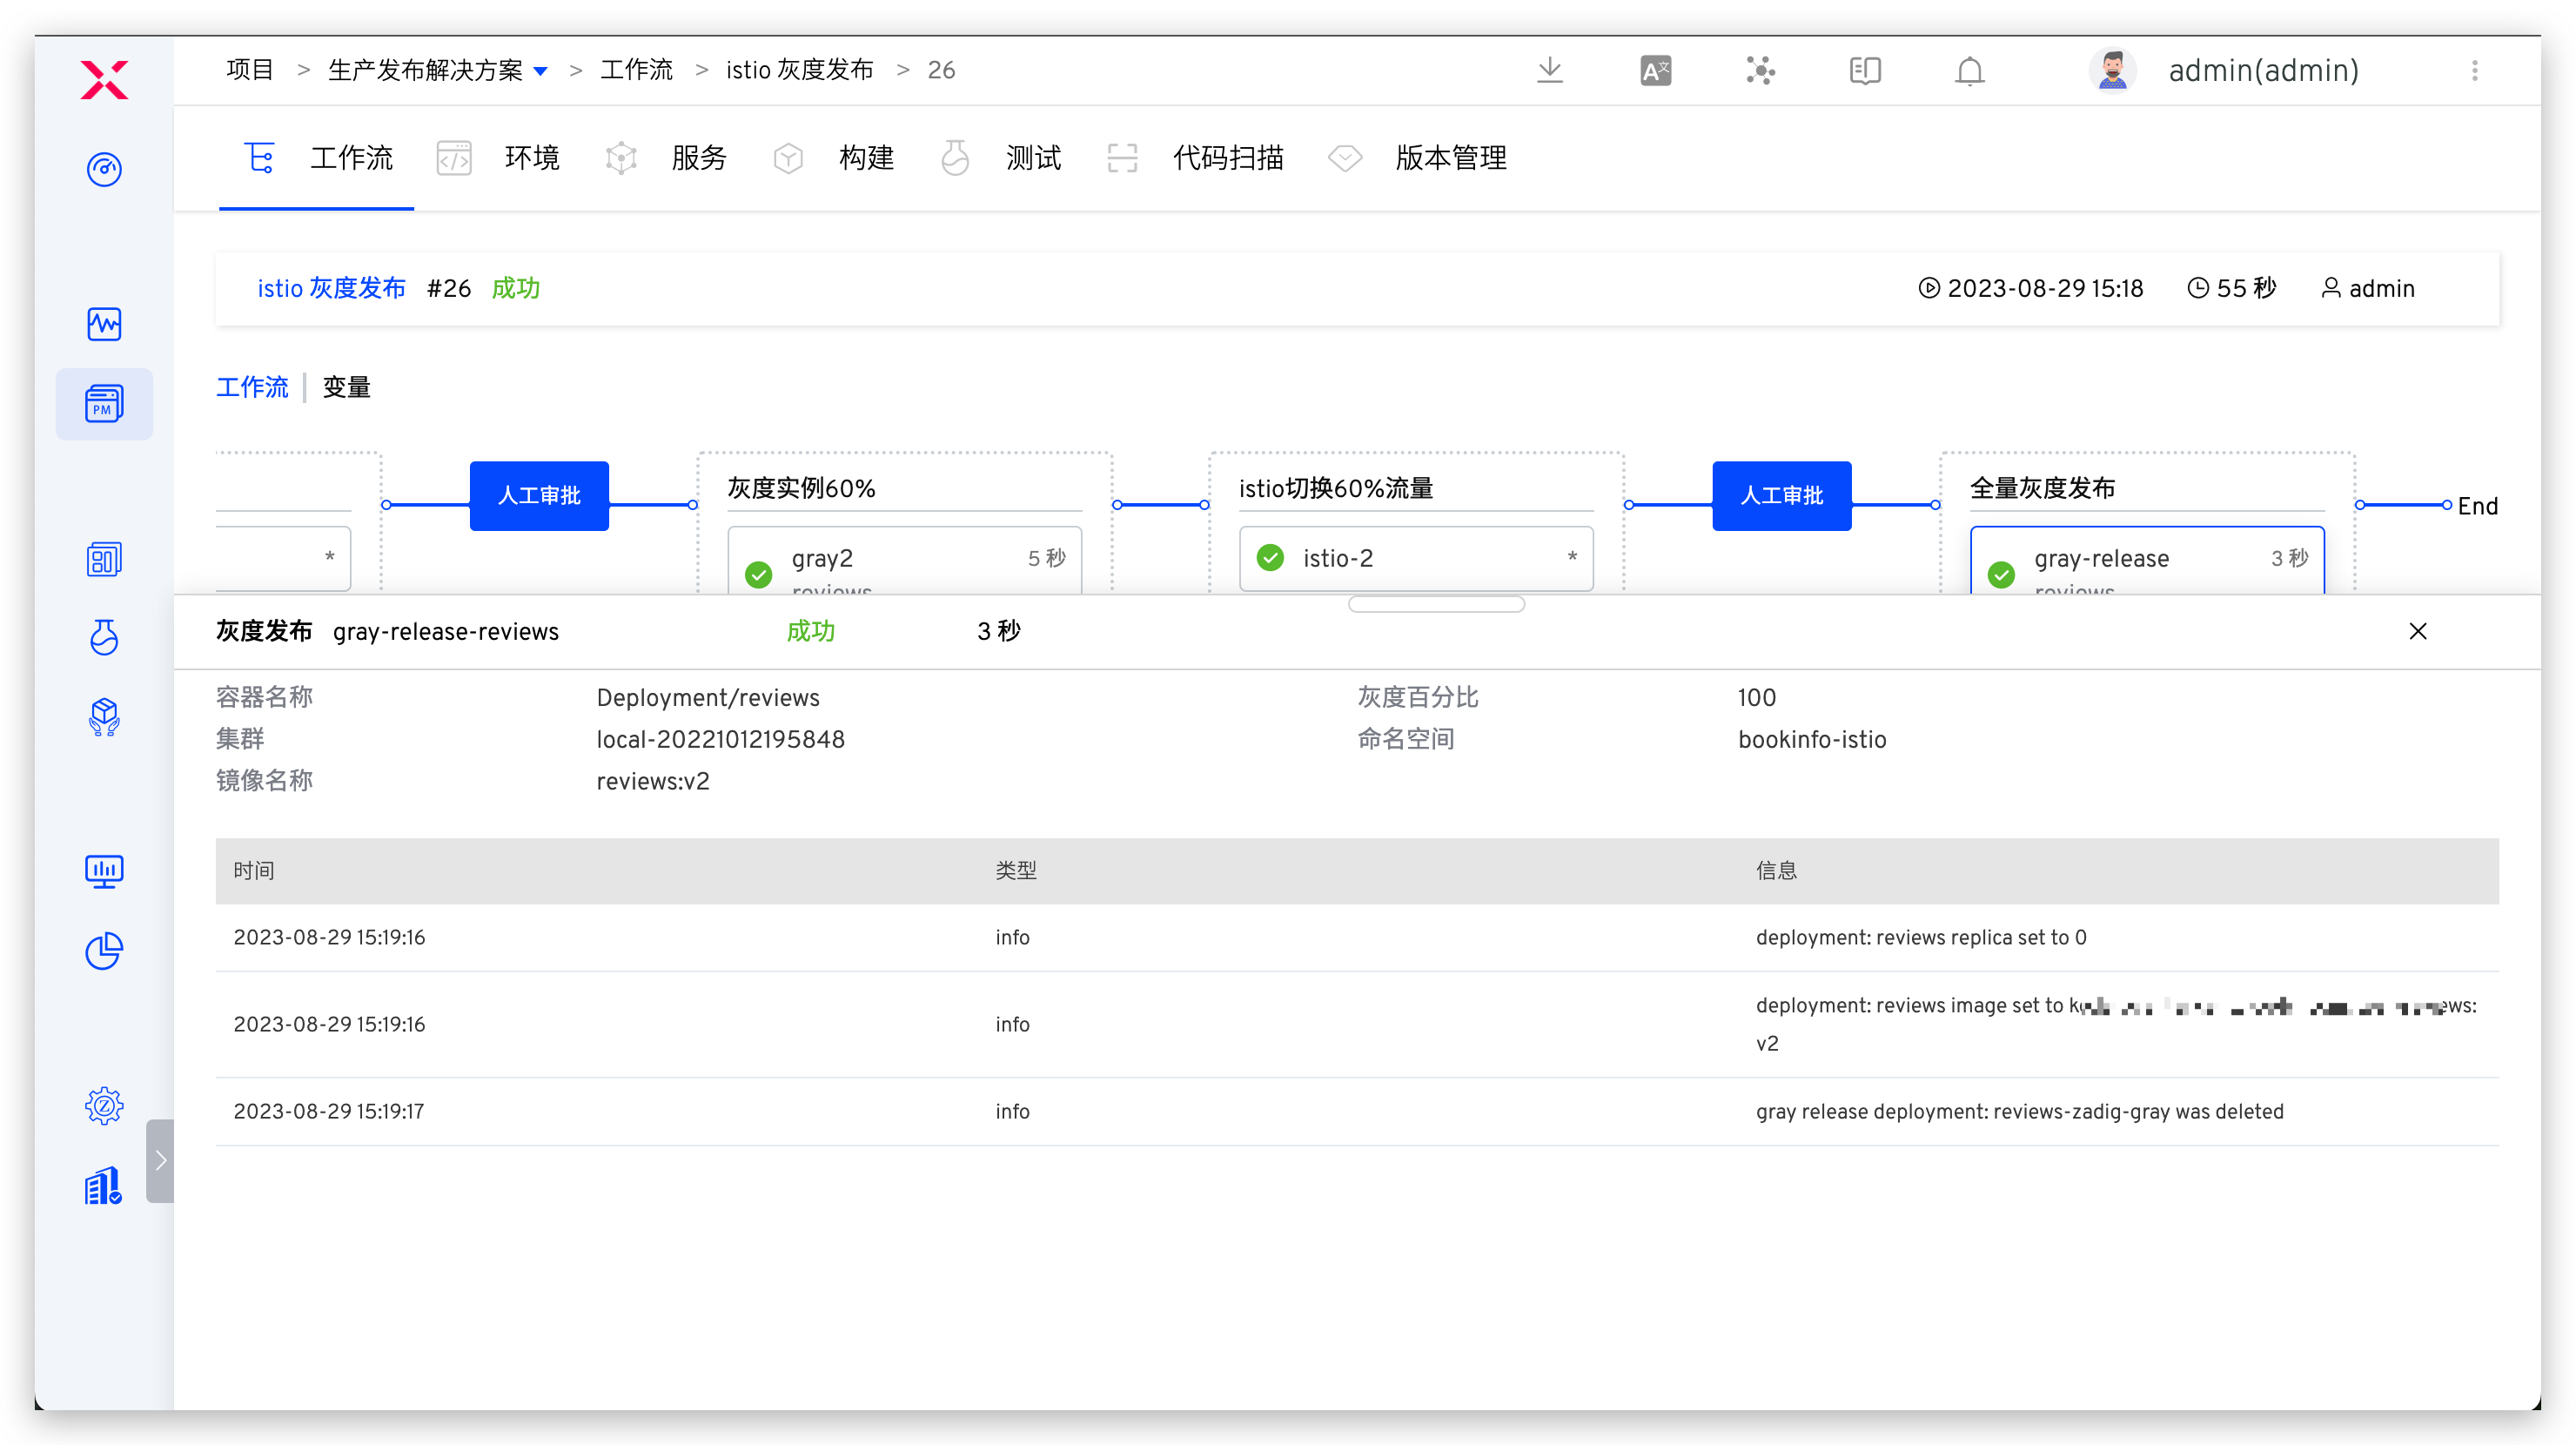 项目 > 生产发布解决方案 > 工作流 > istio 灰度发布 > 26
admin(admin)
工作流 环境 服务 构建 测试 代码扫描 版本管理
istio 灰度发布 #26 成功 2023-08-29 15:18 55 秒 admin
PM
工作流 变量
人工审批 灰度实例60% istio切换60%流量 人工审批 全量灰度发布 End
* gray2 5 秒 istio-2 * gray-release 3 秒
reviews reviews
灰度发布 gray-release-reviews 成功 3 秒
容器名称 Deployment/reviews 灰度百分比 100
集群 local-20221012195848 命名空间 bookinfo-istio
镜像名称 reviews:v2
时间 类型 信息
2023-08-29 15:19:16 info deployment: reviews replica set to 0
2023-08-29 15:19:16 info deployment: reviews image set to
v2
2023-08-29 15:19:17 info gray release deployment: reviews-zadig-gray was deleted